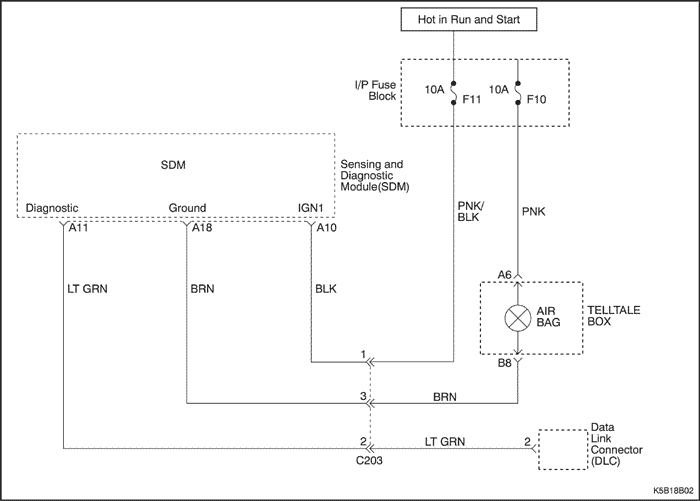 Hot in Run and Start
I/P Fuse
Block
10A
F11
10A
F10
SDM
Sensing and
Diagnostic
Module(SDM)
Diagnostic
Ground
IGN1
A11
A18
A10
PNK/
BLK
PNK
LT GRN
BRN
BLK
A6
AIR
BAG
TELLTALE
BOX
B8
1
3
BRN
2
LT GRN
2
C203
Data
Link
Connector
(DLC)
K5B18B02